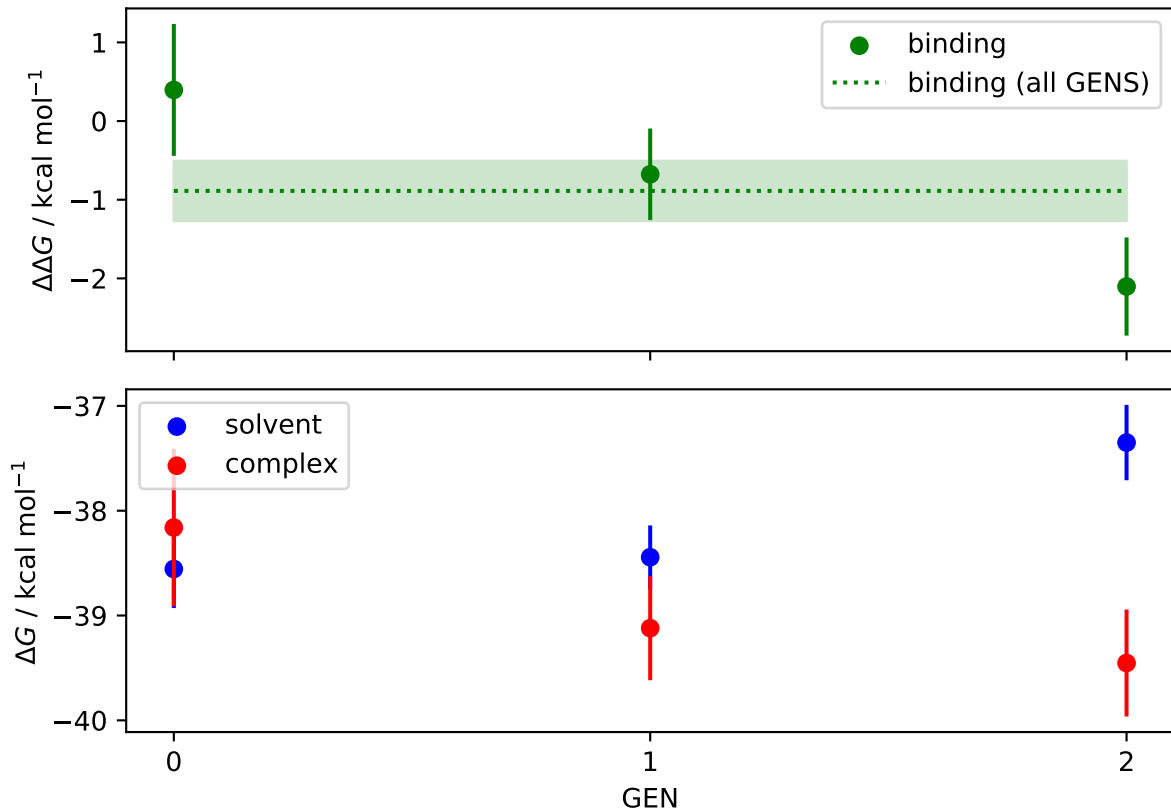 1
0
−1
−2
ΔΔG / kcal mol⁻¹
binding
binding (all GENS)
−37
−38
−39
−40
ΔG / kcal mol⁻¹
solvent
complex
0
1
2
GEN